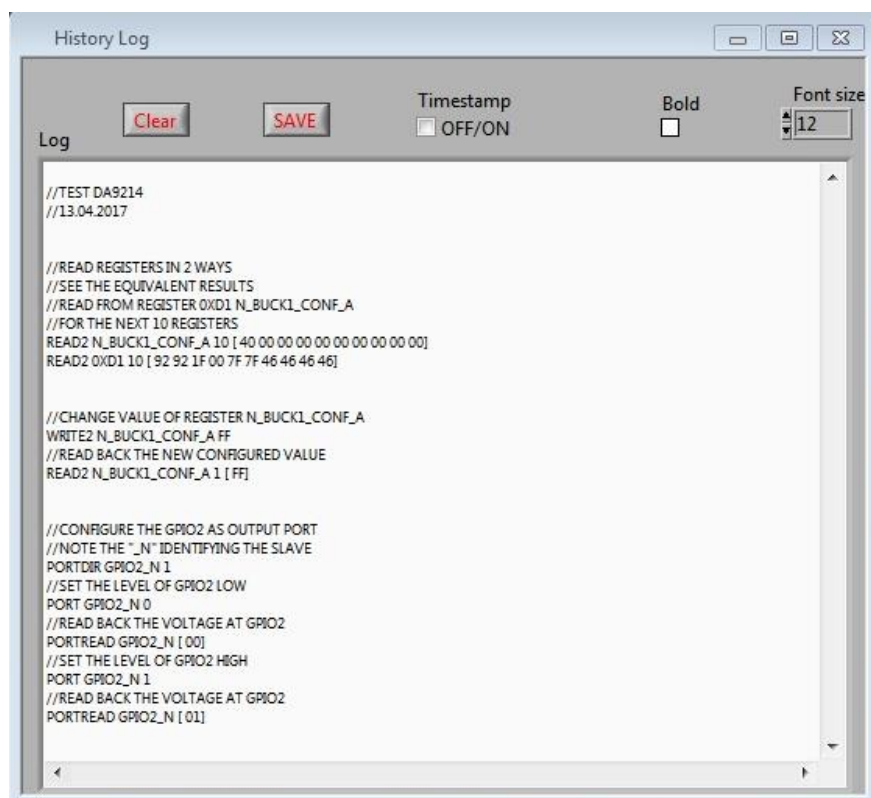 History Log
Timestamp
Bold
Font size
Clear
SAVE
OFF/ON
12
Log
//TEST DA9214
//13.04.2017
//READ REGISTERS IN 2 WAYS
//SEE THE EQUIVALENT RESULTS
//READ FROM REGISTER 0XD1 N_BUCK1_CONF_A
//FOR THE NEXT 10 REGISTERS
READ2 N_BUCK1_CONF_A 10 [ 40 00 00 00 00 00 00 00 00 00]
READ2 0XD1 10 [ 92 92 1F 00 7F 7F 46 46 46 46]
//CHANGE VALUE OF REGISTER N_BUCK1_CONF_A
WRITE2 N_BUCK1_CONF_A FF
//READ BACK THE NEW CONFIGURED VALUE
READ2 N_BUCK1_CONF_A 1 [ FF]
//CONFIGURE THE GPIO2 AS OUTPUT PORT
//NOTE THE "_N" IDENTIFYING THE SLAVE
PORTDIR GPIO2_N 1
//SET THE LEVEL OF GPIO2 LOW
PORT GPIO2_N 0
//READ BACK THE VOLTAGE AT GPIO2
PORTREAD GPIO2_N [ 00]
//SET THE LEVEL OF GPIO2 HIGH
PORT GPIO2_N 1
//READ BACK THE VOLTAGE AT GPIO2
PORTREAD GPIO2_N [ 01]